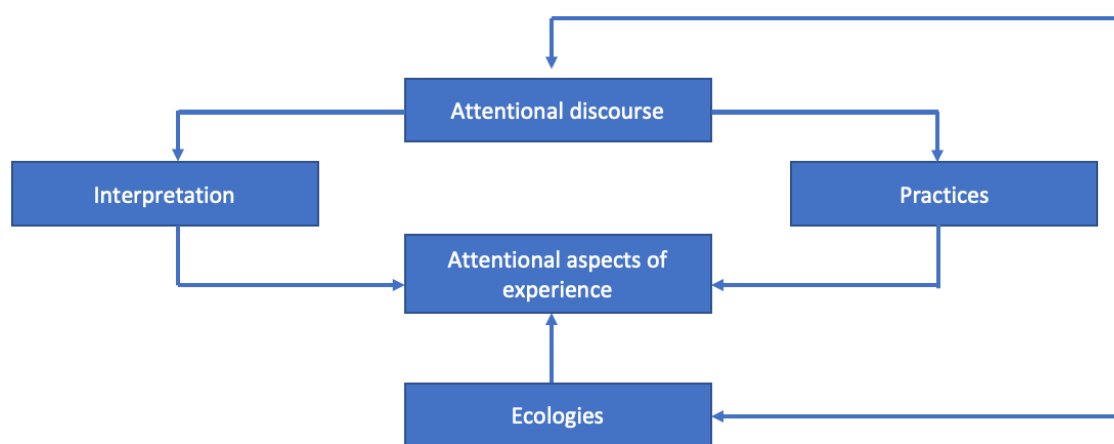 Attentional discourse
Interpretation
Practices
Attentional aspects of
experience
Ecologies